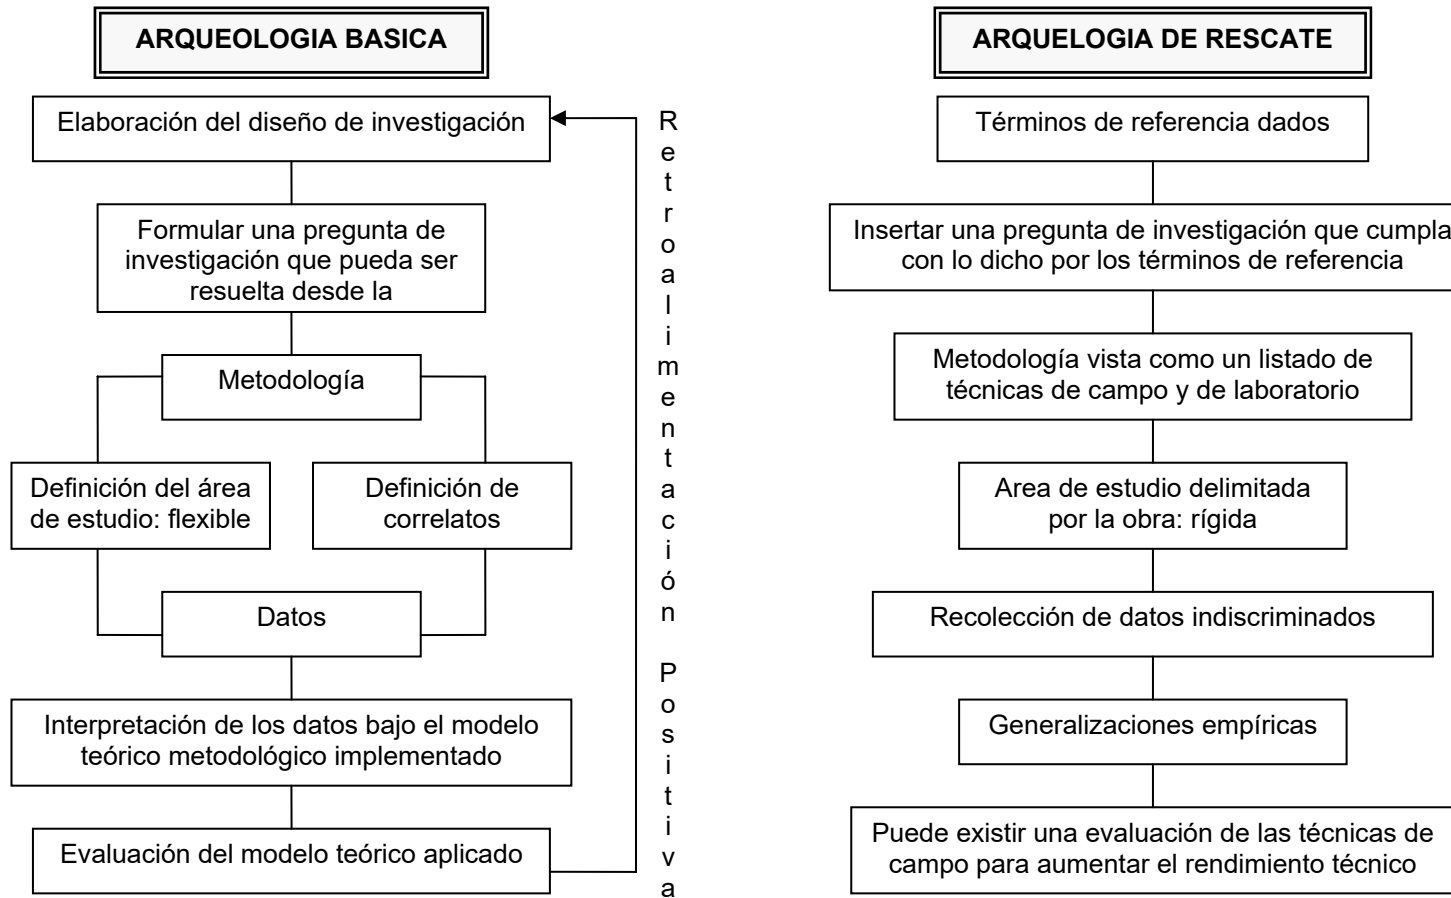 ARQUEOLOGIA BASICA
Elaboración del diseño de investigación
Formular una pregunta de
investigación que pueda ser
resuelta desde la
Metodología
Definición del área
de estudio: flexible
Definición de
correlatos
Datos
Interpretación de los datos bajo el modelo
teórico metodológico implementado
Evaluación del modelo teórico aplicado
Retroalimentación Positiva
ARQUELOGIA DE RESCATE
Términos de referencia dados
Insertar una pregunta de investigación que cumpla
con lo dicho por los términos de referencia
Metodología vista como un listado de
técnicas de campo y de laboratorio
Area de estudio delimitada
por la obra: rígida
Recolección de datos indiscriminados
Generalizaciones empíricas
Puede existir una evaluación de las técnicas de
campo para aumentar el rendimiento técnico